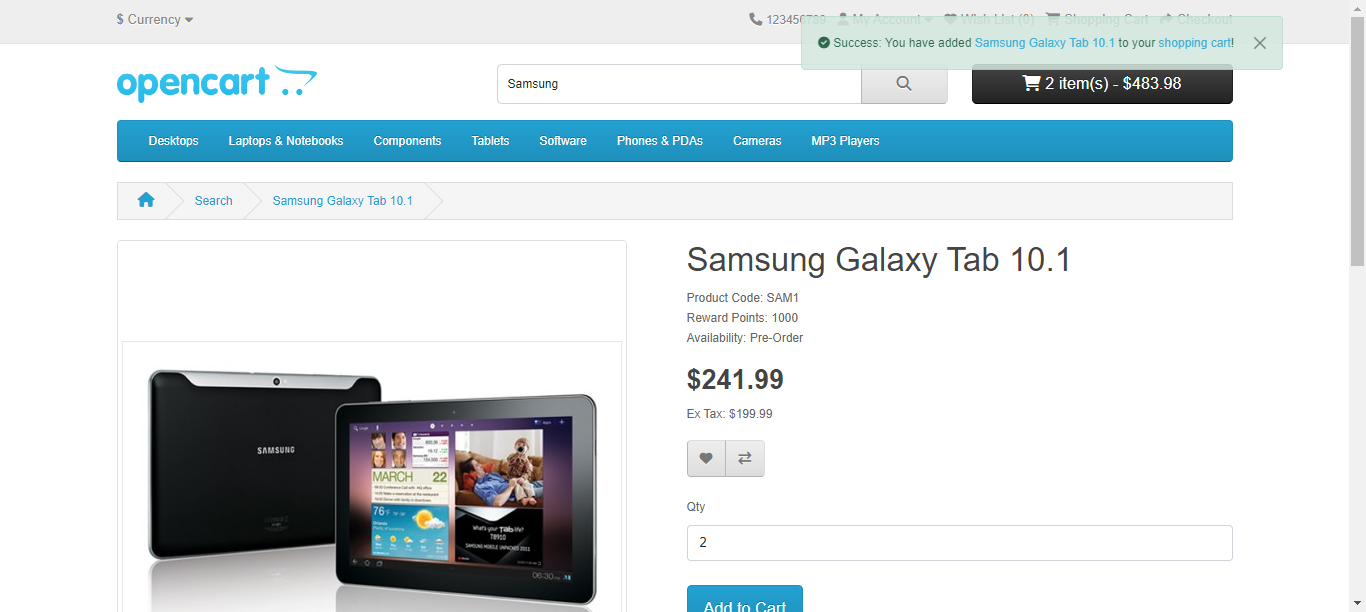 $ Currency
123456789 My Account Wish List (0) Shopping Cart Checkout
Success: You have added Samsung Galaxy Tab 10.1 to your shopping cart!
opencart
Samsung
2 item(s) - $483.98
Desktops Laptops & Notebooks Components Tablets Software Phones & PDAs Cameras MP3 Players
Search Samsung Galaxy Tab 10.1
Samsung Galaxy Tab 10.1
Product Code: SAM1
Reward Points: 1000
Availability: Pre-Order
$241.99
Ex Tax: $199.99
SAMSUNG
MARCH 22
76°F
What's your Tab life?
T8910
SAMSUNG MOBILE UNPACKED 2011
06:30
Qty
2
Add to Cart